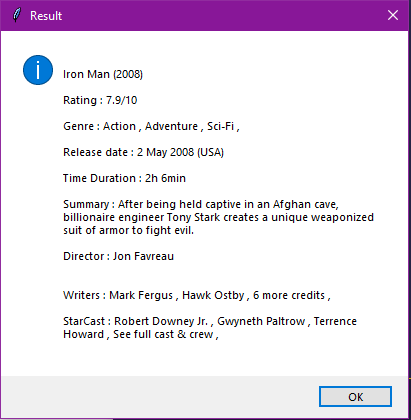 Result
Iron Man (2008)
Rating : 7.9/10
Genre : Action , Adventure , Sci-Fi ,
Release date : 2 May 2008 (USA)
Time Duration : 2h 6min
Summary : After being held captive in an Afghan cave,
billionaire engineer Tony Stark creates a unique weaponized
suit of armor to fight evil.
Director : Jon Favreau
Writers : Mark Fergus , Hawk Ostby , 6 more credits ,
StarCast : Robert Downey Jr. , Gwyneth Paltrow , Terrence
Howard , See full cast & crew ,
OK